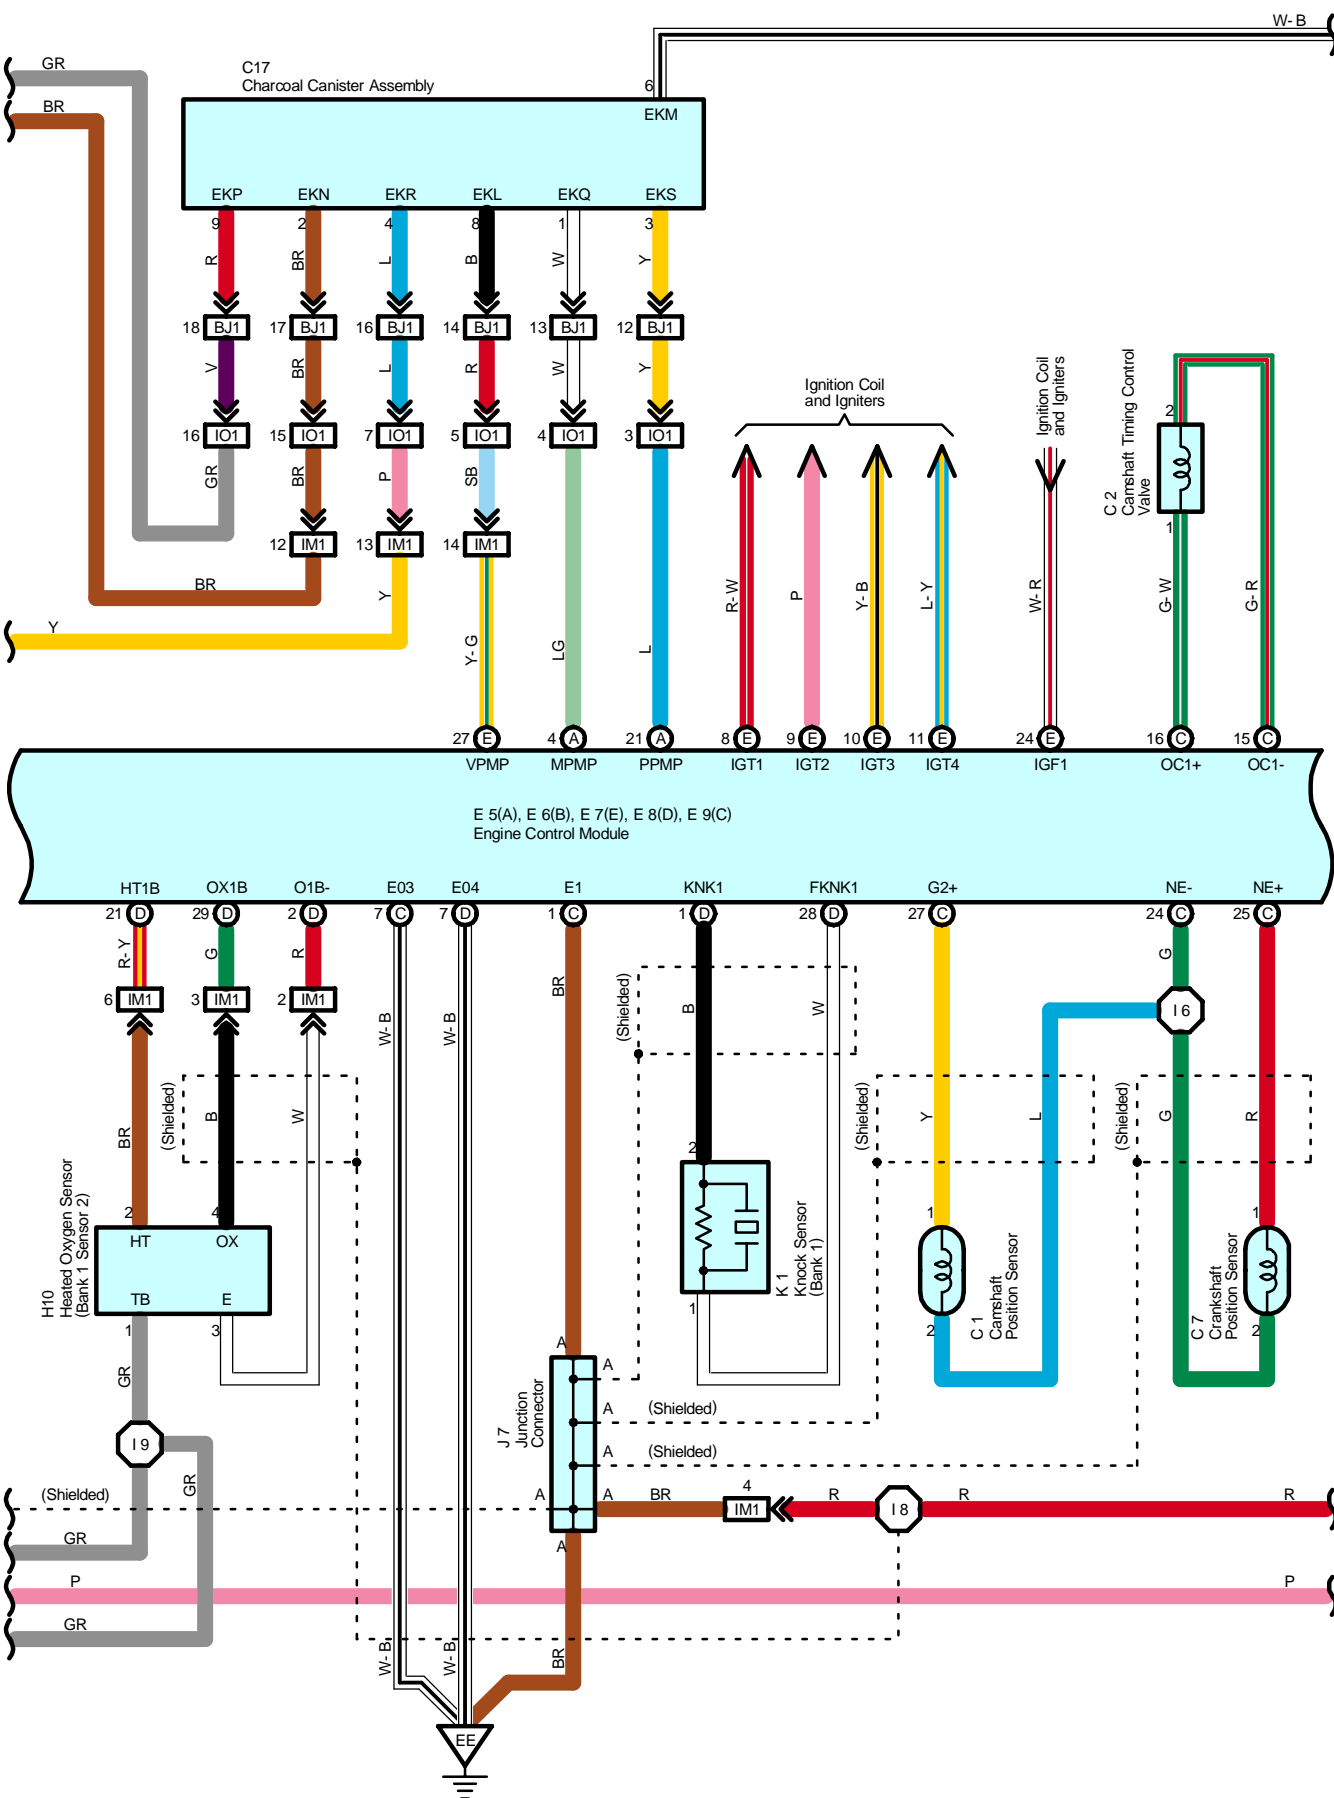 W- B
GR
C17
Charcoal Canister Assembly
6
BR
EKM
EKP EKN EKR EKL EKQ EKS
9 2 4 8 1 3
R BR L B W Y
18 BJ1 17 BJ1 16 BJ1 14 BJ1 13 BJ1 12 BJ1
V BR L R W Y
Ignition Coil
and Igniters
Ignition Coil
and Igniters
C 2
Camshaft Timing Control
Valve
2
1
16 IO1 15 IO1 7 IO1 5 IO1 4 IO1 3 IO1
GR BR P SB
12 IM1 13 IM1 14 IM1
BR
Y
Y
Y- G LG L R- W P Y- B L- Y W- R G- W G- R
27 E 4 A 21 A 8 E 9 E 10 E 11 E 24 E 16 C 15 C
VPMP MPMP PPMP IGT1 IGT2 IGT3 IGT4 IGF1 OC1+ OC1-
E 5(A), E 6(B), E 7(E), E 8(D), E 9(C)
Engine Control Module
HT1B OX1B O1B- E03 E04 E1 KNK1 FKNK1 G2+ NE- NE+
21 D 29 D 2 D 7 C 7 D 1 C 1 D 28 D 27 C 24 C 25 C
R- Y G R G
6 IM1 3 IM1 2 IM1
W- B W- B BR
(Shielded)
B W
I 6
BR
(Shielded)
B W
(Shielded)
Y L
(Shielded)
G R
2 4
H10
Heated Oxygen Sensor
(Bank 1 Sensor 2)
HT OX
TB E
1 3
2
K 1
Knock Sensor
(Bank 1)
1
1
C 1
Camshaft
Position Sensor
2
1
C 7
Crankshaft
Position Sensor
2
GR
A
J 7
Junction
Connector
A
A (Shielded)
I 9
A (Shielded)
GR
(Shielded)
A A BR 4 IM1 R I 8 R R
GR
A
P P
GR
W- B W- B BR
EE